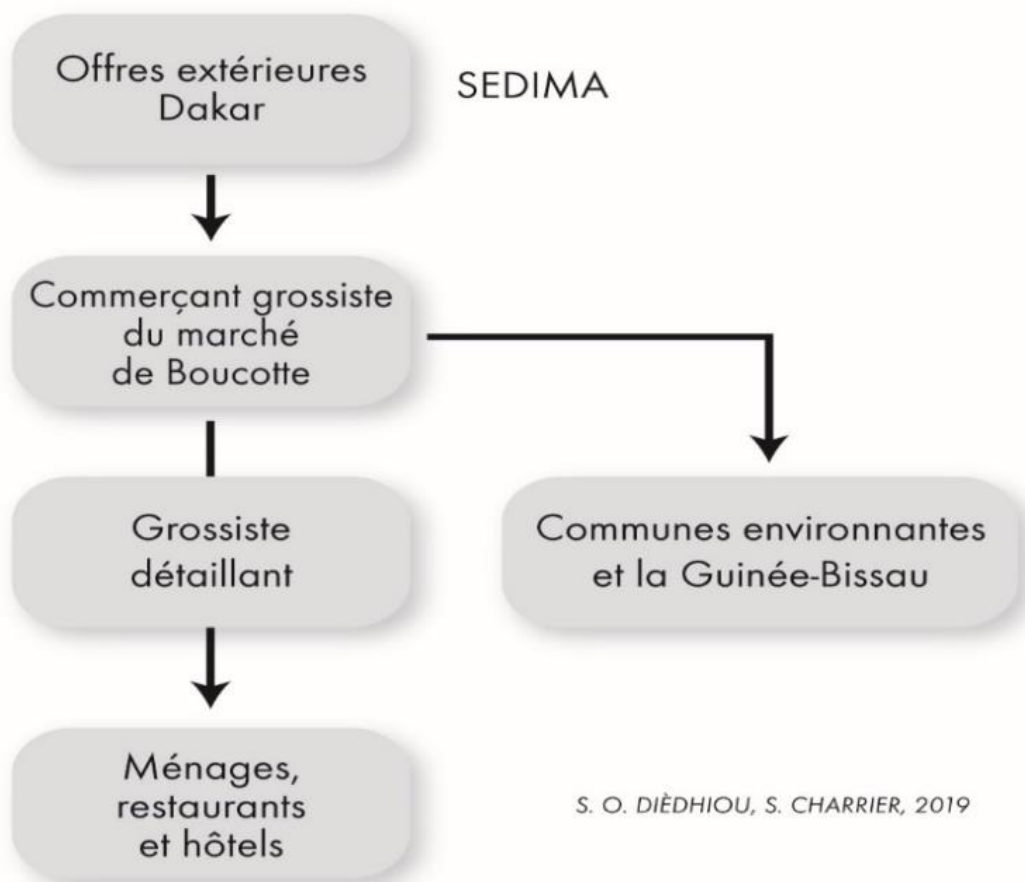 Offres extérieures
Dakar
SEDIMA
Commerçant grossiste
du marché
de Boucotte
Grossiste
détaillant
Communes environnantes
et la Guinée-Bissau
Ménages,
restaurants
et hôtels
S. O. DIÈDHIOU, S. CHARRIER, 2019